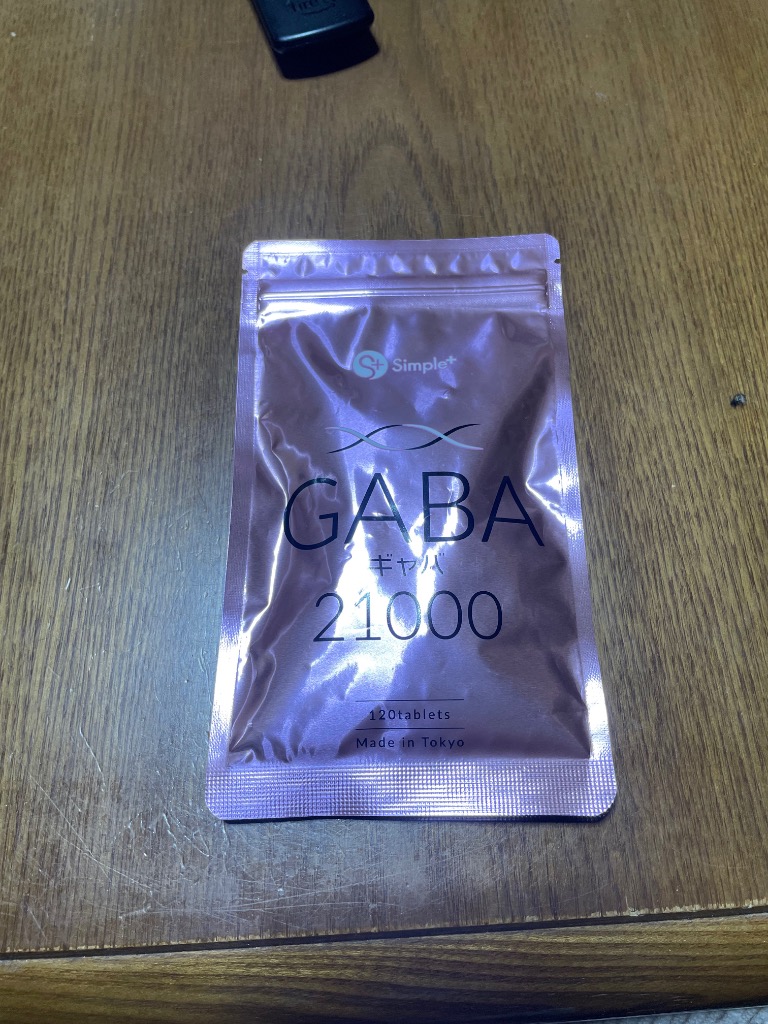 S+ Simple+
GABA
ギャバ
21000
120tablets
Made in Tokyo